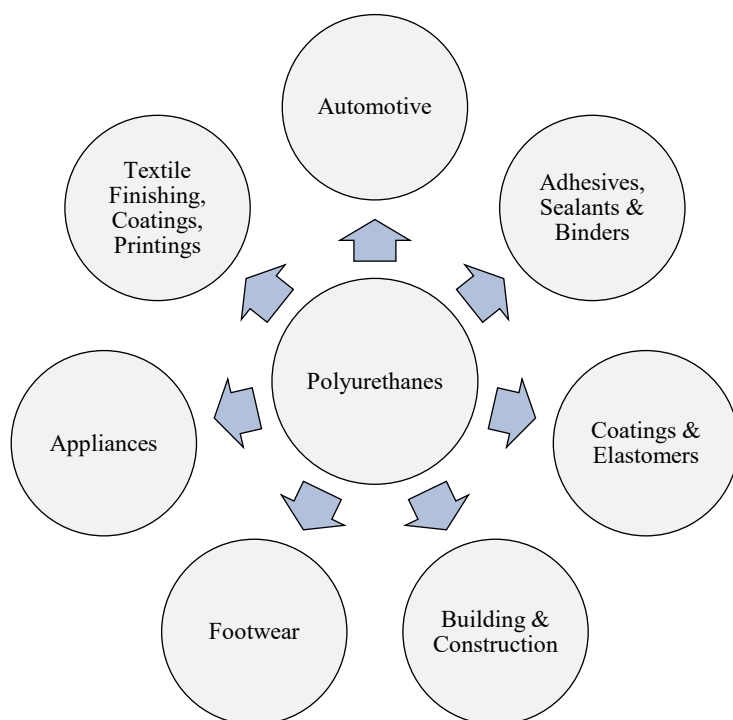 Automotive
Textile
Finishing,
Coatings,
Printings
Adhesives,
Sealants &
Binders
Polyurethanes
Appliances
Coatings &
Elastomers
Footwear
Building &
Construction